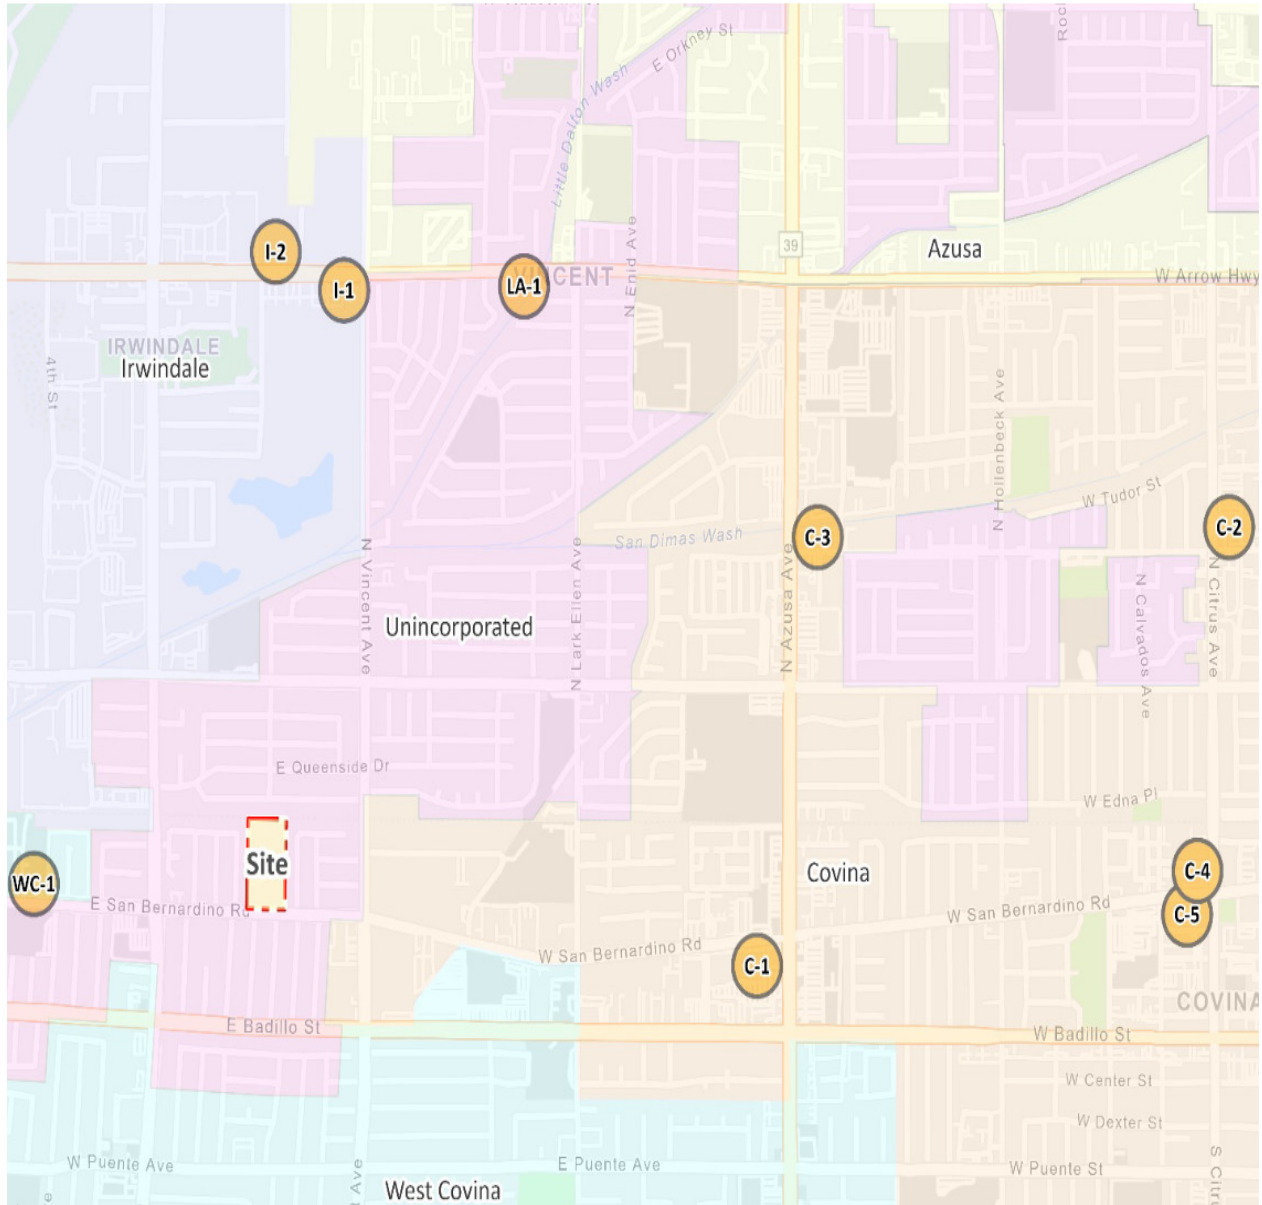 E Orkney St
Little Dalton Wash
N Enid Ave
39
Azusa
I-2
I-1
LA-1
VINCENT
W Arrow Hwy
IRWINDALE
Irwindale
4th St
N Hollenbeck Ave
W Tudor St
San Dimas Wash
C-3
C-2
N Vincent Ave
N Lark Ellen Ave
N Azusa Ave
N Calvados Ave
N Citrus Ave
Unincorporated
E Queenside Dr
W Edna Pl
Site
WC-1
E San Bernardino Rd
Covina
C-4
C-5
W San Bernardino Rd
W San Bernardino Rd
C-1
COVINA
E Badillo St
W Badillo St
W Center St
W Dexter St
W Puente Ave
E Puente Ave
W Puente St
West Covina
S Citru